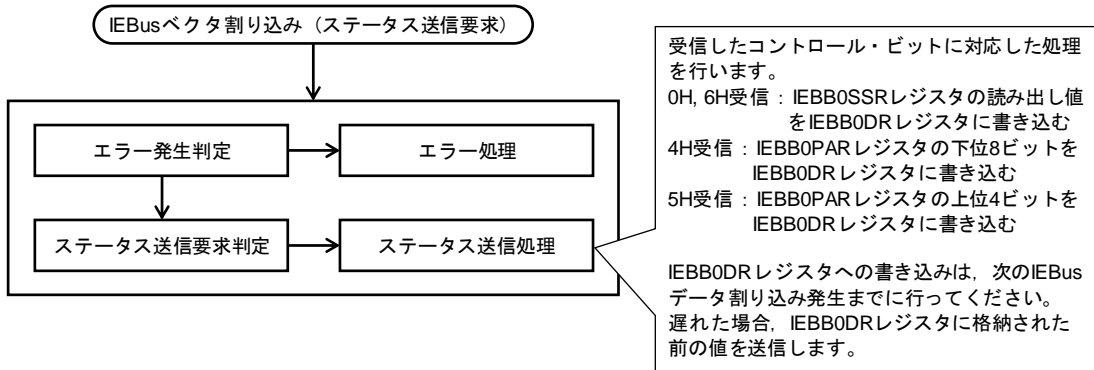 IEBusベクタ割り込み（ステータス送信要求）
エラー発生判定
エラー処理
ステータス送信要求判定
ステータス送信処理
受信したコントロール・ビットに対応した処理
を行います。
0H, 6H受信：IEBB0SSRレジスタの読み出し値
をIEBB0DRレジスタに書き込む
4H受信：IEBB0PARレジスタの下位8ビットを
IEBB0DRレジスタに書き込む
5H受信：IEBB0PARレジスタの上位4ビットを
IEBB0DRレジスタに書き込む
IEBB0DRレジスタへの書き込みは，次のIEBus
データ割り込み発生までに行ってください。
遅れた場合，IEBB0DRレジスタに格納された
前の値を送信します。